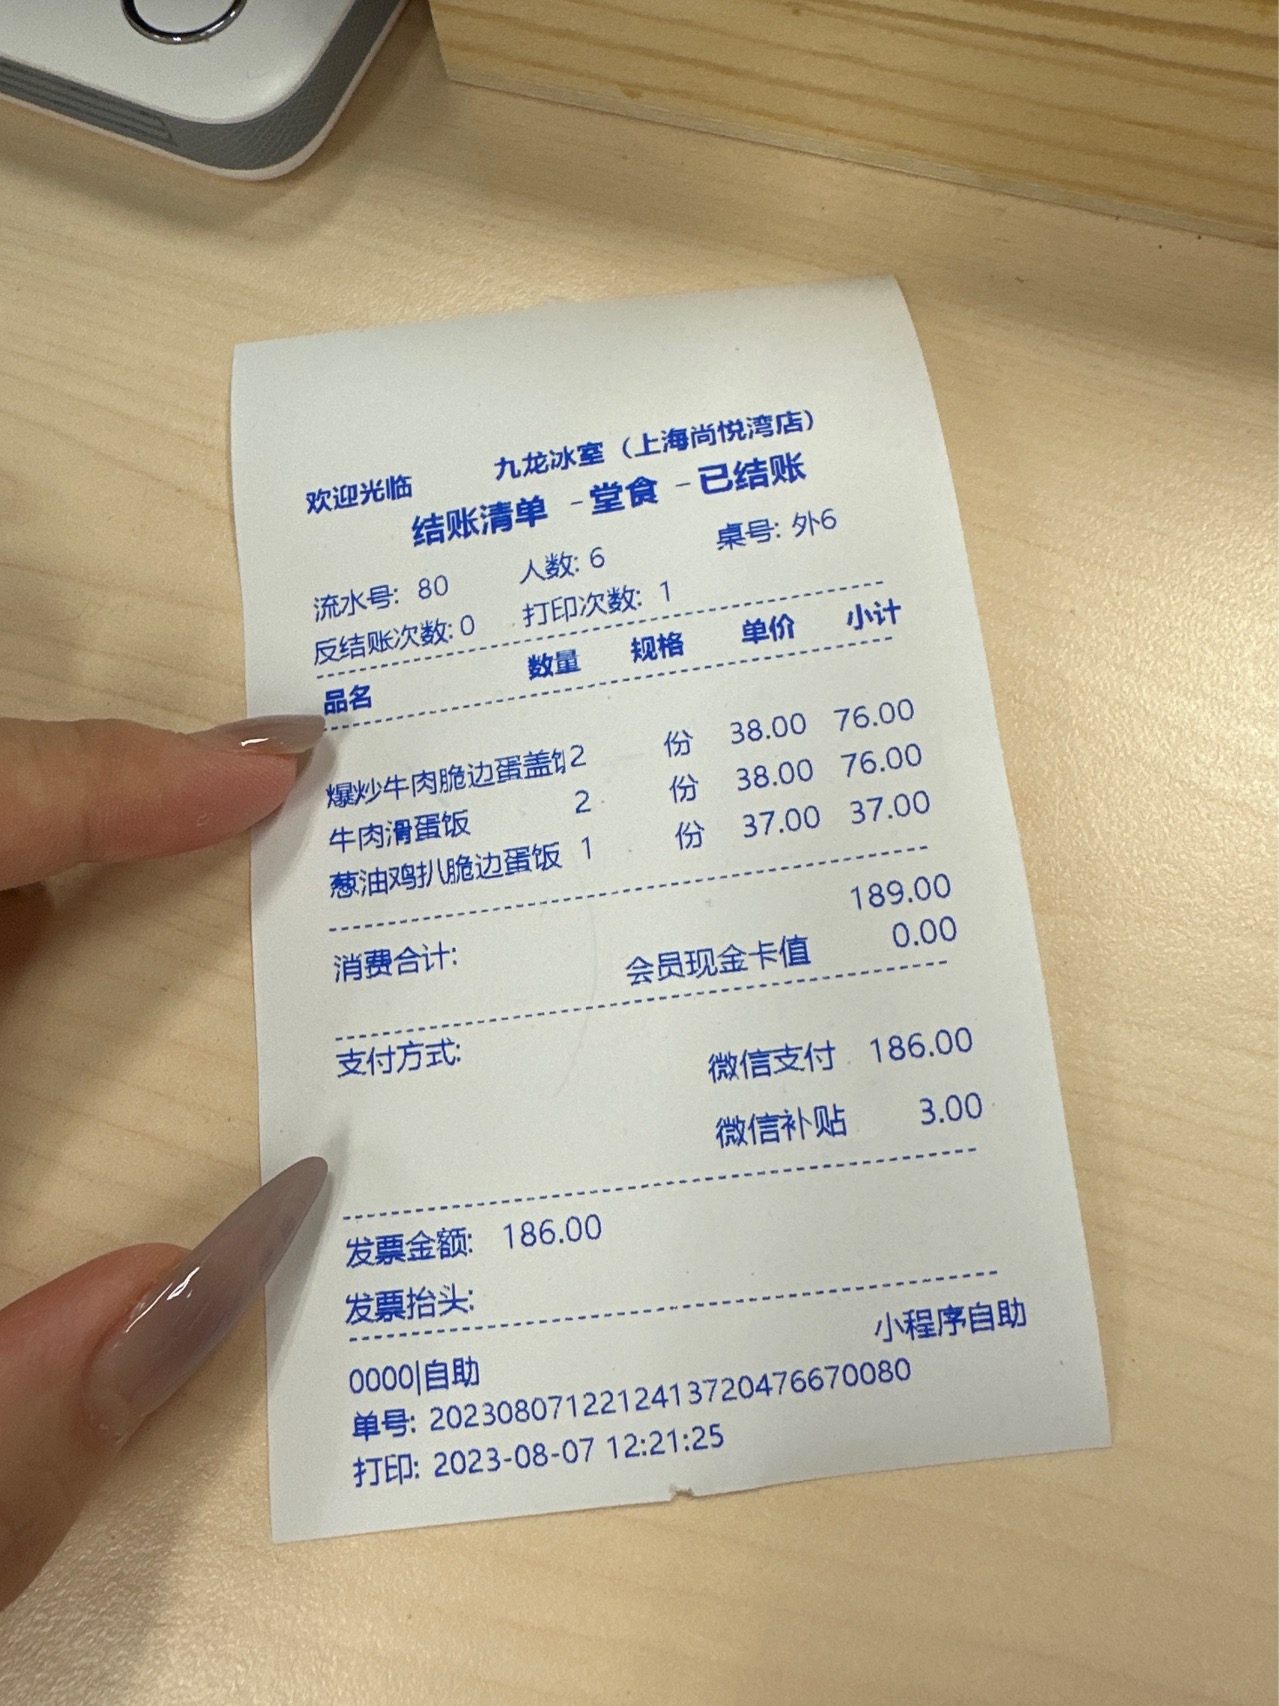 欢迎光临 九龙冰室（上海尚悦湾店）
结账清单 - 堂食 - 已结账
流水号: 80 人数: 6 桌号: 外6
反结账次数: 0 打印次数: 1
品名 数量 规格 单价 小计
爆炒牛肉脆边蛋盖 2 份 38.00 76.00
牛肉滑蛋饭 2 份 38.00 76.00
葱油鸡扒脆边蛋饭 1 份 37.00 37.00
消费合计: 189.00
会员现金卡值 0.00
支付方式: 微信支付 186.00
微信补贴 3.00
发票金额: 186.00
发票抬头:
0000|自助 小程序自助
单号: 20230807122124137204766​70080
打印: 2023-08-07 12:21:25